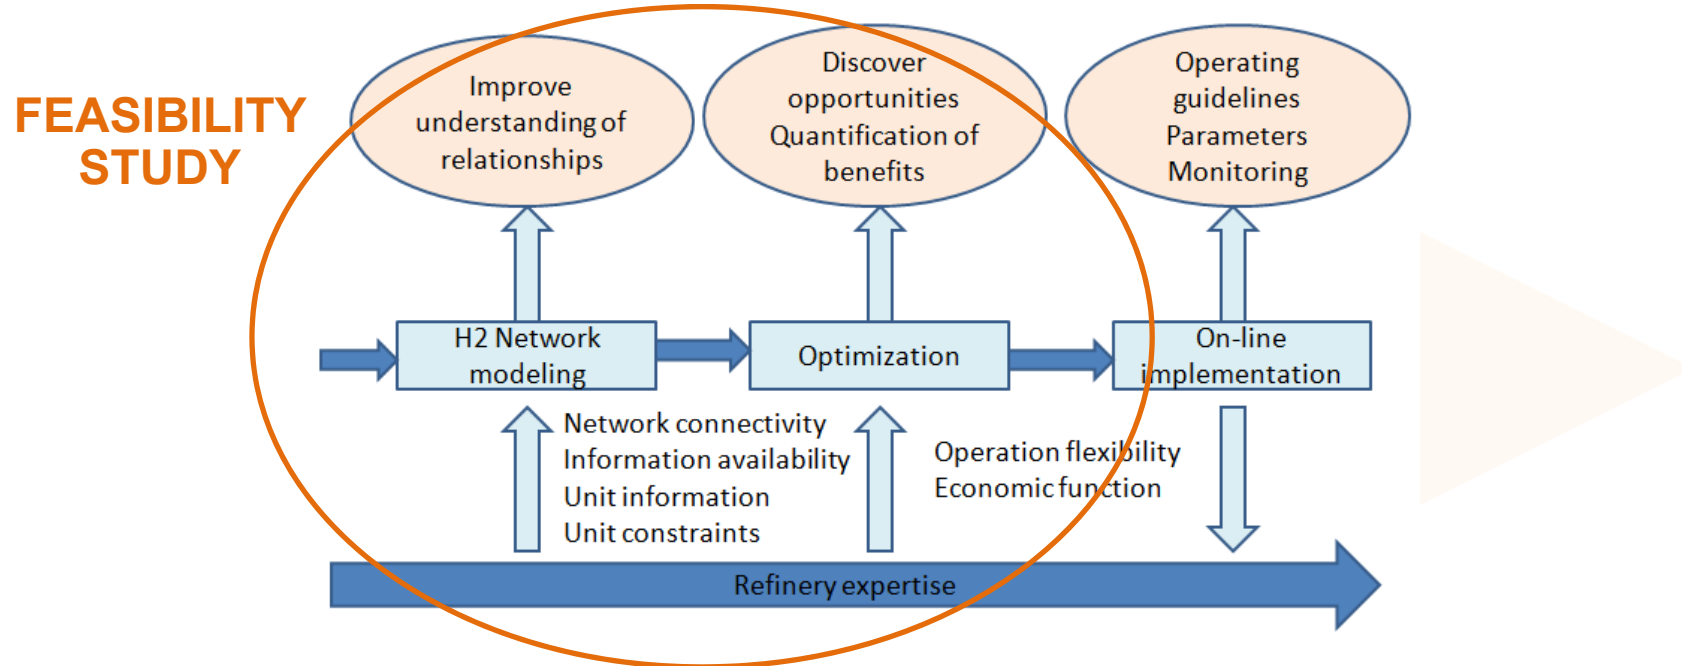 FEASIBILITY
STUDY
Improve
understanding of
relationships
Discover
opportunities
Quantification of
benefits
Operating
guidelines
Parameters
Monitoring
H2 Network
modeling
Optimization
On-line
implementation
Network connectivity
Information availability
Unit information
Unit constraints
Operation flexibility
Economic function
Refinery expertise